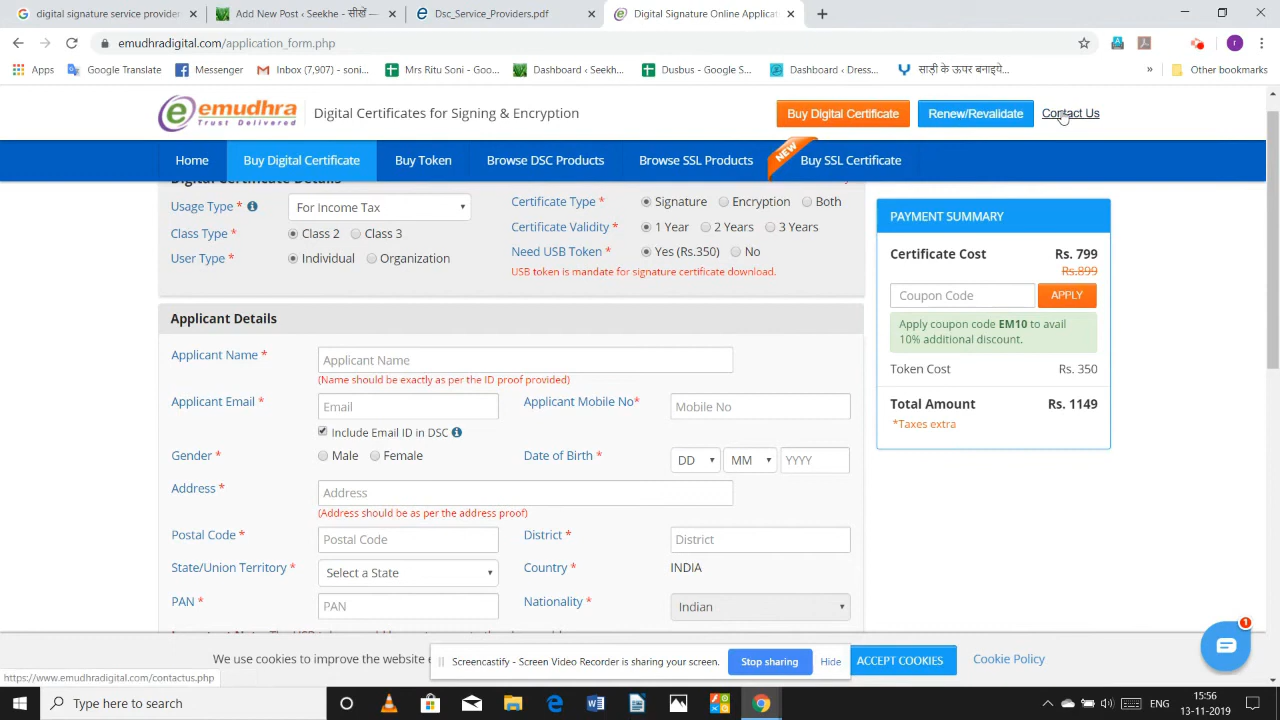 digital signature service provider
Add New Post ‹ Seekhe - सीखें
Dsc_Service_Providers.pdf
Digital Signature Online Applicat
emudhradigital.com/application_form.php
Apps
Google Translate
Messenger
Inbox (7,907) - soni...
Mrs Ritu Soni - Goo...
Dashboard ‹ Seekh...
Dusbus - Google S...
Dashboard ‹ Dress...
साड़ी के ऊपर बनाइपे...
»
Other bookmarks
emudhra
Trust Delivered
Digital Certificates for Signing & Encryption
Buy Digital Certificate
Renew/Revalidate
Contact Us
Home
Buy Digital Certificate
Buy Token
Browse DSC Products
Browse SSL Products
NEW
Buy SSL Certificate
Digital Certificate Details
Usage Type *
For Income Tax
Certificate Type *
Signature
Encryption
Both
Class Type *
Class 2
Class 3
Certificate Validity *
1 Year
2 Years
3 Years
User Type *
Individual
Organization
Need USB Token *
Yes (Rs.350)
No
USB token is mandate for signature certificate download.
PAYMENT SUMMARY
Certificate Cost
Rs. 799
Rs.899
Coupon Code
APPLY
Apply coupon code EM10 to avail
10% additional discount.
Token Cost
Rs. 350
Total Amount
Rs. 1149
*Taxes extra
Applicant Details
Applicant Name *
Applicant Name
(Name should be exactly as per the ID proof provided)
Applicant Email *
Email
Applicant Mobile No*
Mobile No
Include Email ID in DSC
Gender *
Male
Female
Date of Birth *
DD
MM
YYYY
Address *
Address
(Address should be as per the address proof)
Postal Code *
Postal Code
District *
District
State/Union Territory *
Select a State
Country *
INDIA
PAN *
PAN
Nationality *
Indian
1
We use cookies to improve the website
Screencastify - Screen Video Recorder is sharing your screen.
Stop sharing
Hide
ACCEPT COOKIES
Cookie Policy
https://www.emudhradigital.com/contactus.php
Type here to search
ENG
15:56
13-11-2019